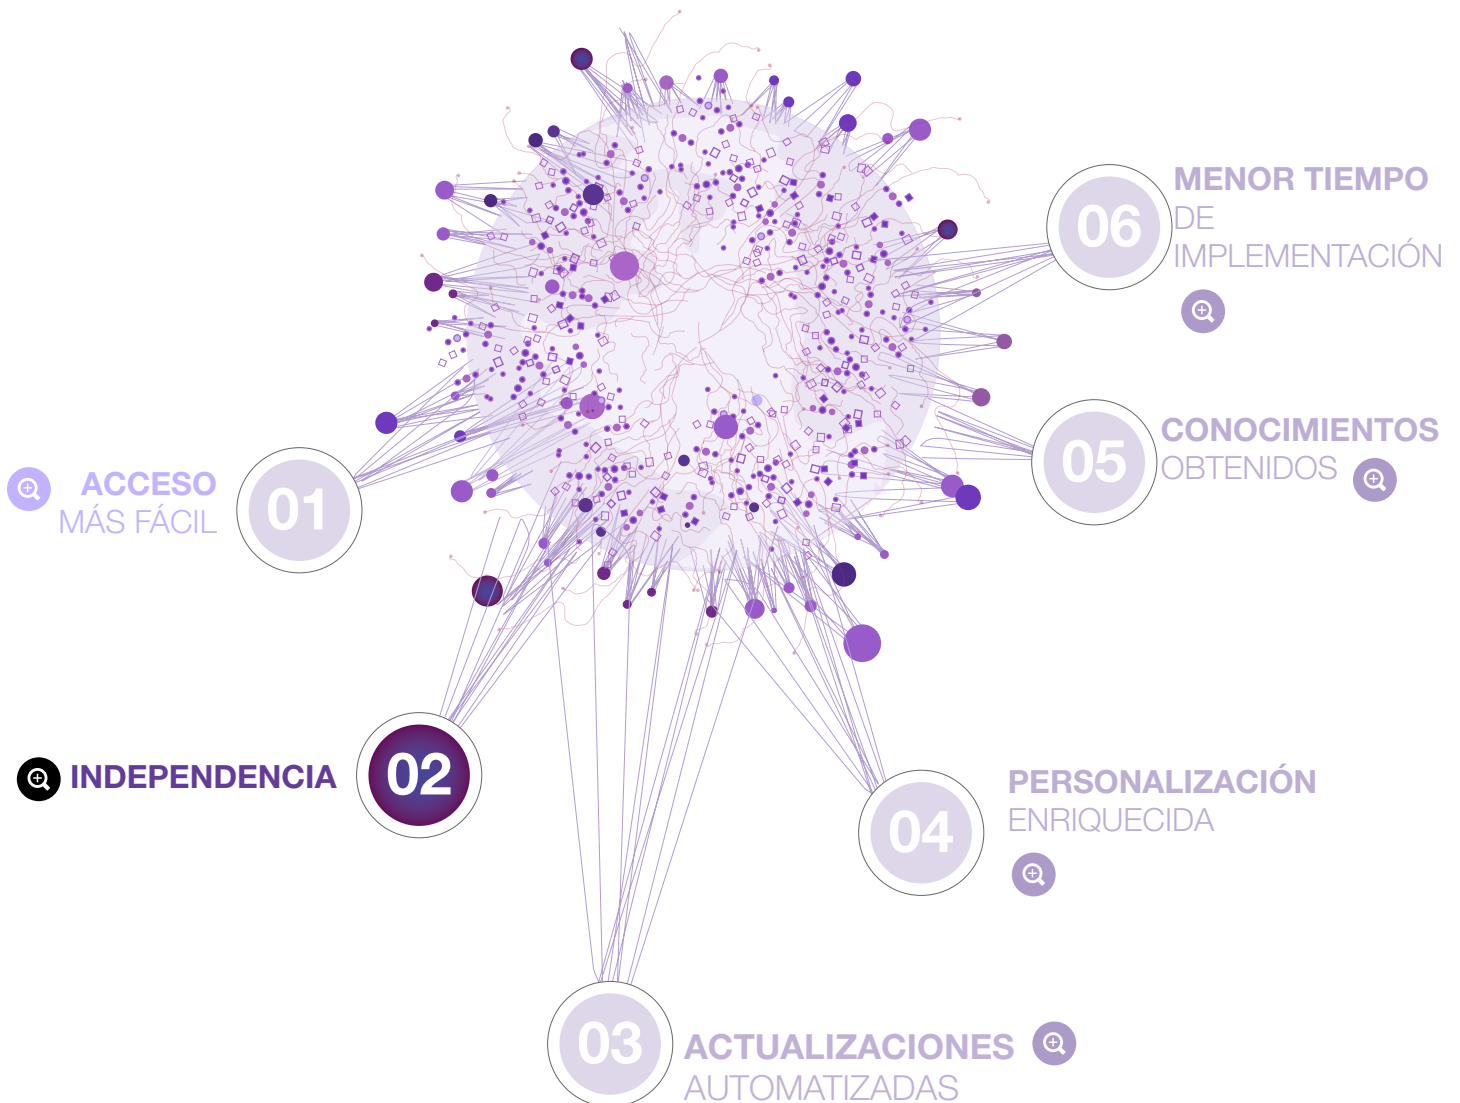 01
ACCESO
MÁS FÁCIL
02
INDEPENDENCIA
03
ACTUALIZACIONES
AUTOMATIZADAS
04
PERSONALIZACIÓN
ENRIQUECIDA
05
CONOCIMIENTOS
OBTENIDOS
06
MENOR TIEMPO
DE
IMPLEMENTACIÓN